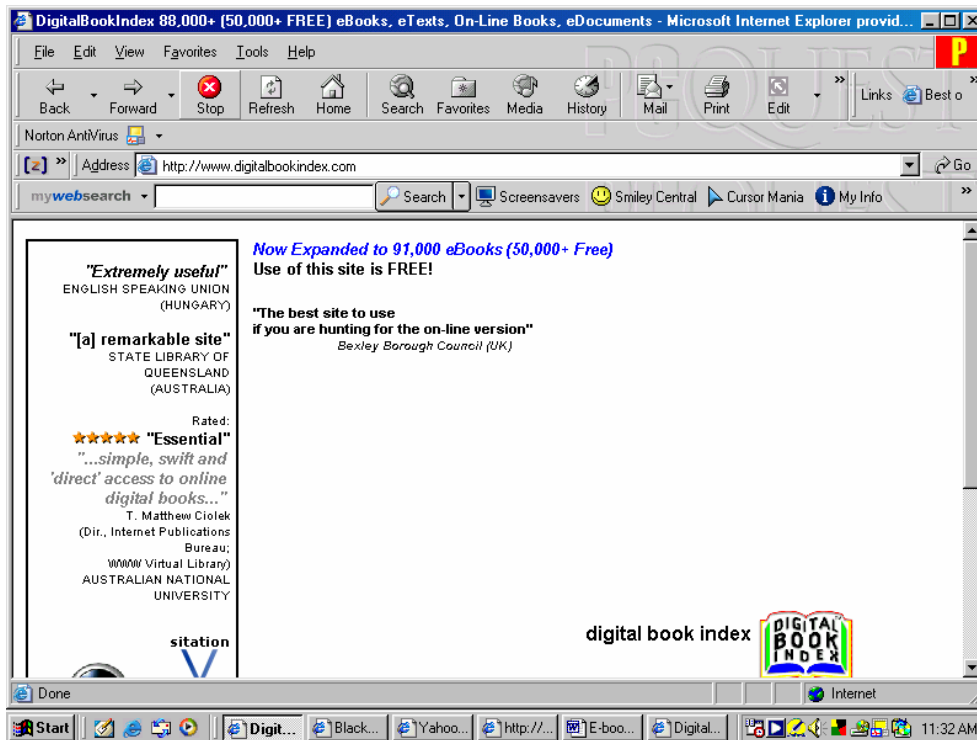 DigitalBookIndex 88,000+ (50,000+ FREE) eBooks, eTexts, On-Line Books, eDocuments - Microsoft Internet Explorer provid...
File Edit View Favorites Tools Help
Back Forward Stop Refresh Home Search Favorites Media History Mail Print Edit » Links Best o »
Norton AntiVirus
[z] » Address http://www.digitalbookindex.com Go
mywebsearch Search Screensavers Smiley Central Cursor Mania My Info »
Now Expanded to 91,000 eBooks (50,000+ Free)
Use of this site is FREE!
"The best site to use
if you are hunting for the on-line version"
Bexley Borough Council (UK)
"Extremely useful"
ENGLISH SPEAKING UNION
(HUNGARY)
"[a] remarkable site"
STATE LIBRARY OF
QUEENSLAND
(AUSTRALIA)
Rated:
★★★★★ "Essential"
"...simple, swift and
'direct' access to online
digital books..."
T. Matthew Ciolek
(Dir., Internet Publications
Bureau;
WWW Virtual Library)
AUSTRALIAN NATIONAL
UNIVERSITY
sitation
digital book index
DIGITAL
BOOK
INDEX
Done Internet
Start Digit... Black... Yahoo... http://... E-boo... Digital... 11:32 AM